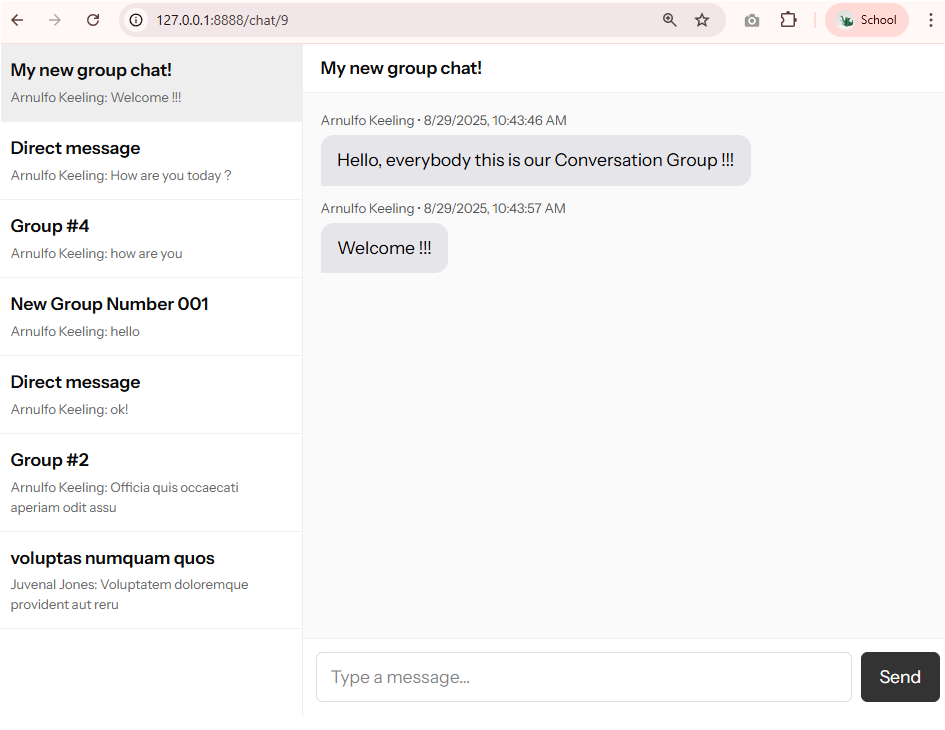 127.0.0.1:8888/chat/9
School
My new group chat!
Arnulfo Keeling: Welcome !!!
Direct message
Arnulfo Keeling: How are you today ?
Group #4
Arnulfo Keeling: how are you
New Group Number 001
Arnulfo Keeling: hello
Direct message
Arnulfo Keeling: ok!
Group #2
Arnulfo Keeling: Officia quis occaecati
aperiam odit assu
voluptas numquam quos
Juvenal Jones: Voluptatem doloremque
provident aut reru
My new group chat!
Arnulfo Keeling • 8/29/2025, 10:43:46 AM
Hello, everybody this is our Conversation Group !!!
Arnulfo Keeling • 8/29/2025, 10:43:57 AM
Welcome !!!
Type a message...
Send